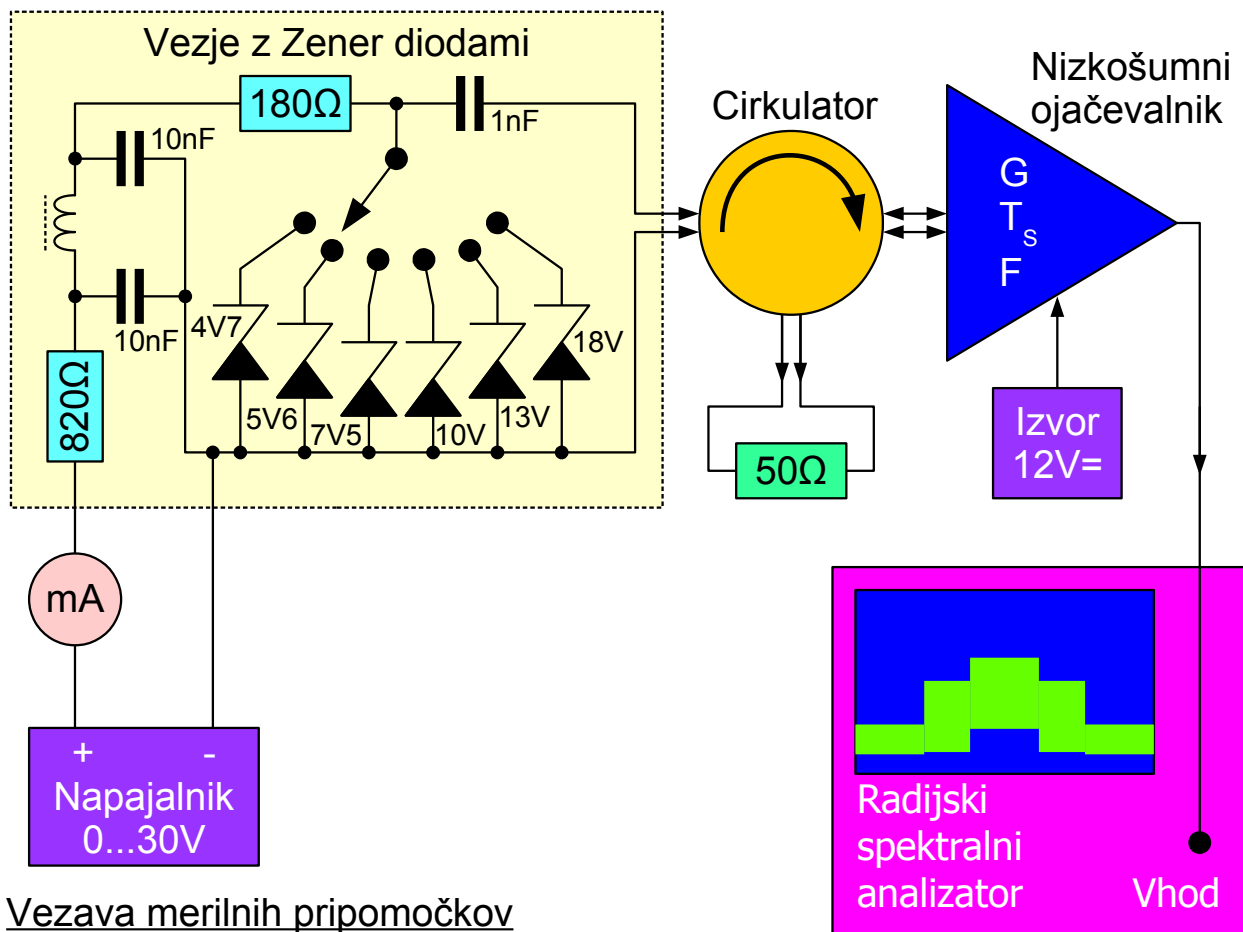 Vezje z Zener diodami
180Ω
1nF
10nF
10nF
820Ω
4V7
5V6
7V5
10V
13V
18V
mA
+ -
Napajalnik
0...30V
Cirkulator
50Ω
Nizkošumni
ojačevalnik
G
T
S
F
Izvor
12V=
Radijski
spektralni
analizator
Vhod
Vezava merilnih pripomočkov